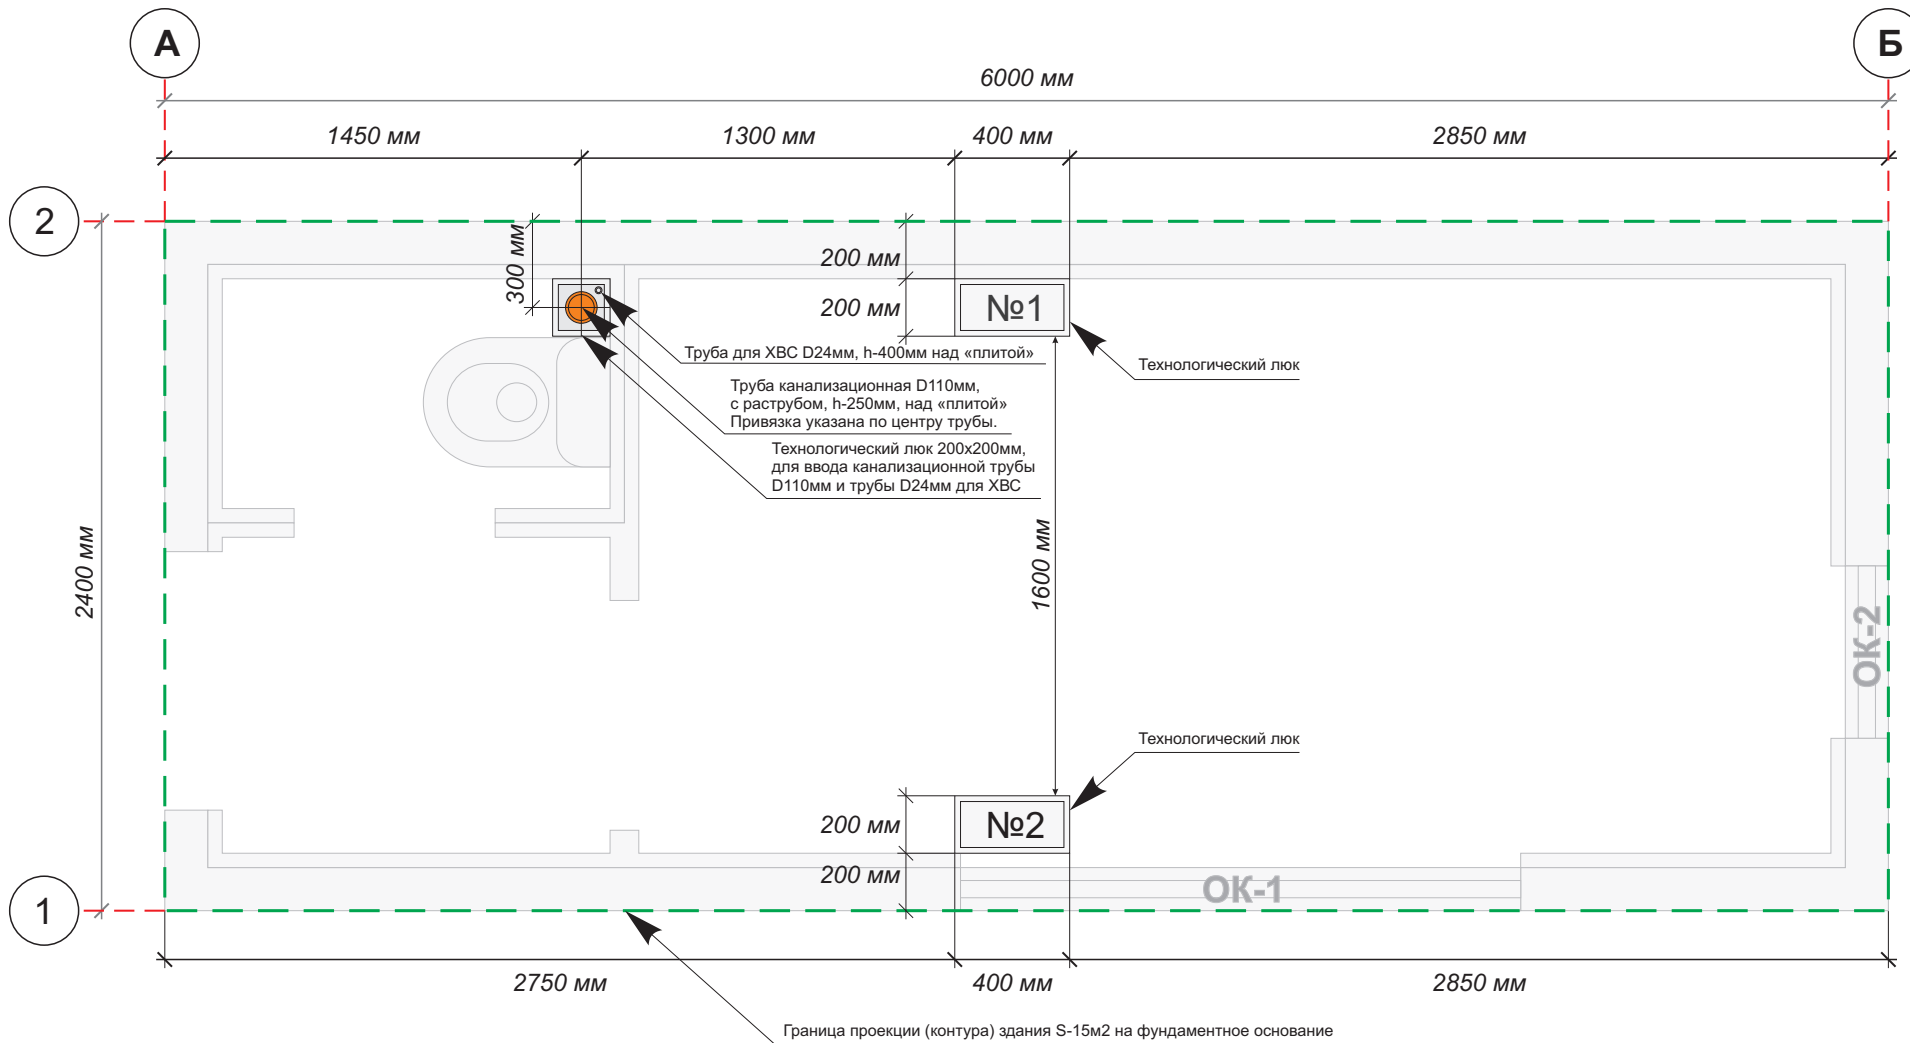 А
Б
6000 мм
1450 мм
1300 мм
400 мм
2850 мм
2
300 мм
200 мм
200 мм
№1
Труба для ХВС D24мм, h-400мм над «плитой»
Технологический люк
Труба канализационная D110мм,
с раструбом, h-250мм, над «плитой»
Привязка указана по центру трубы.
Технологический люк 200х200мм,
для ввода канализационной трубы
D110мм и трубы D24мм для ХВС
2400 мм
1600 мм
ОК-2
Технологический люк
200 мм
№2
200 мм
ОК-1
1
2750 мм
400 мм
2850 мм
Граница проекции (контура) здания S-15м2 на фундаментное основание